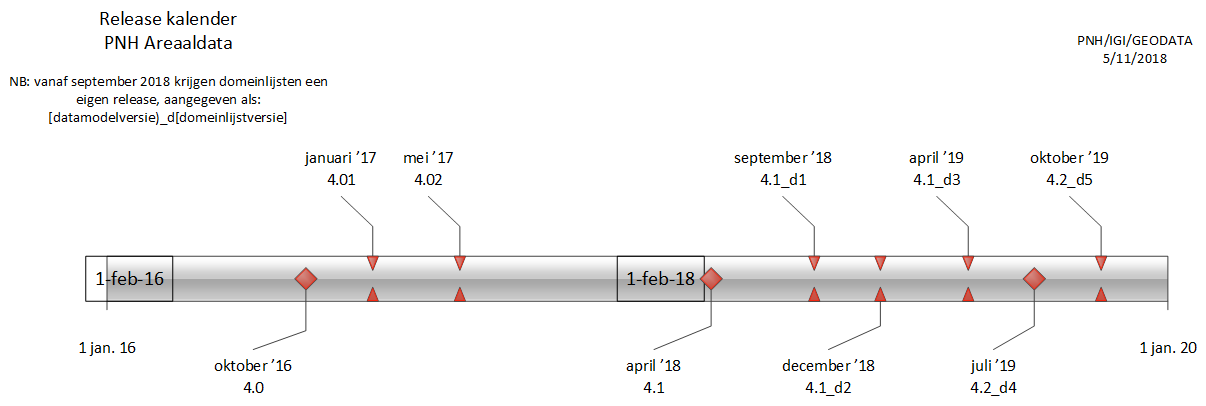 Release kalender
PNH Areaaldata
PNH/IGI/GEODATA
5/11/2018
NB: vanaf september 2018 krijgen domeinlijsten een
eigen release, aangegeven als:
[datamodelversie)_d[domeinlijstversie]
januari ’17
4.01
mei ’17
4.02
september ’18
4.1_d1
april ’19
4.1_d3
oktober ’19
4.2_d5
1-feb-16
1-feb-18
1 jan. 16
1 jan. 20
oktober ’16
4.0
april ’18
4.1
december ’18
4.1_d2
juli ’19
4.2_d4